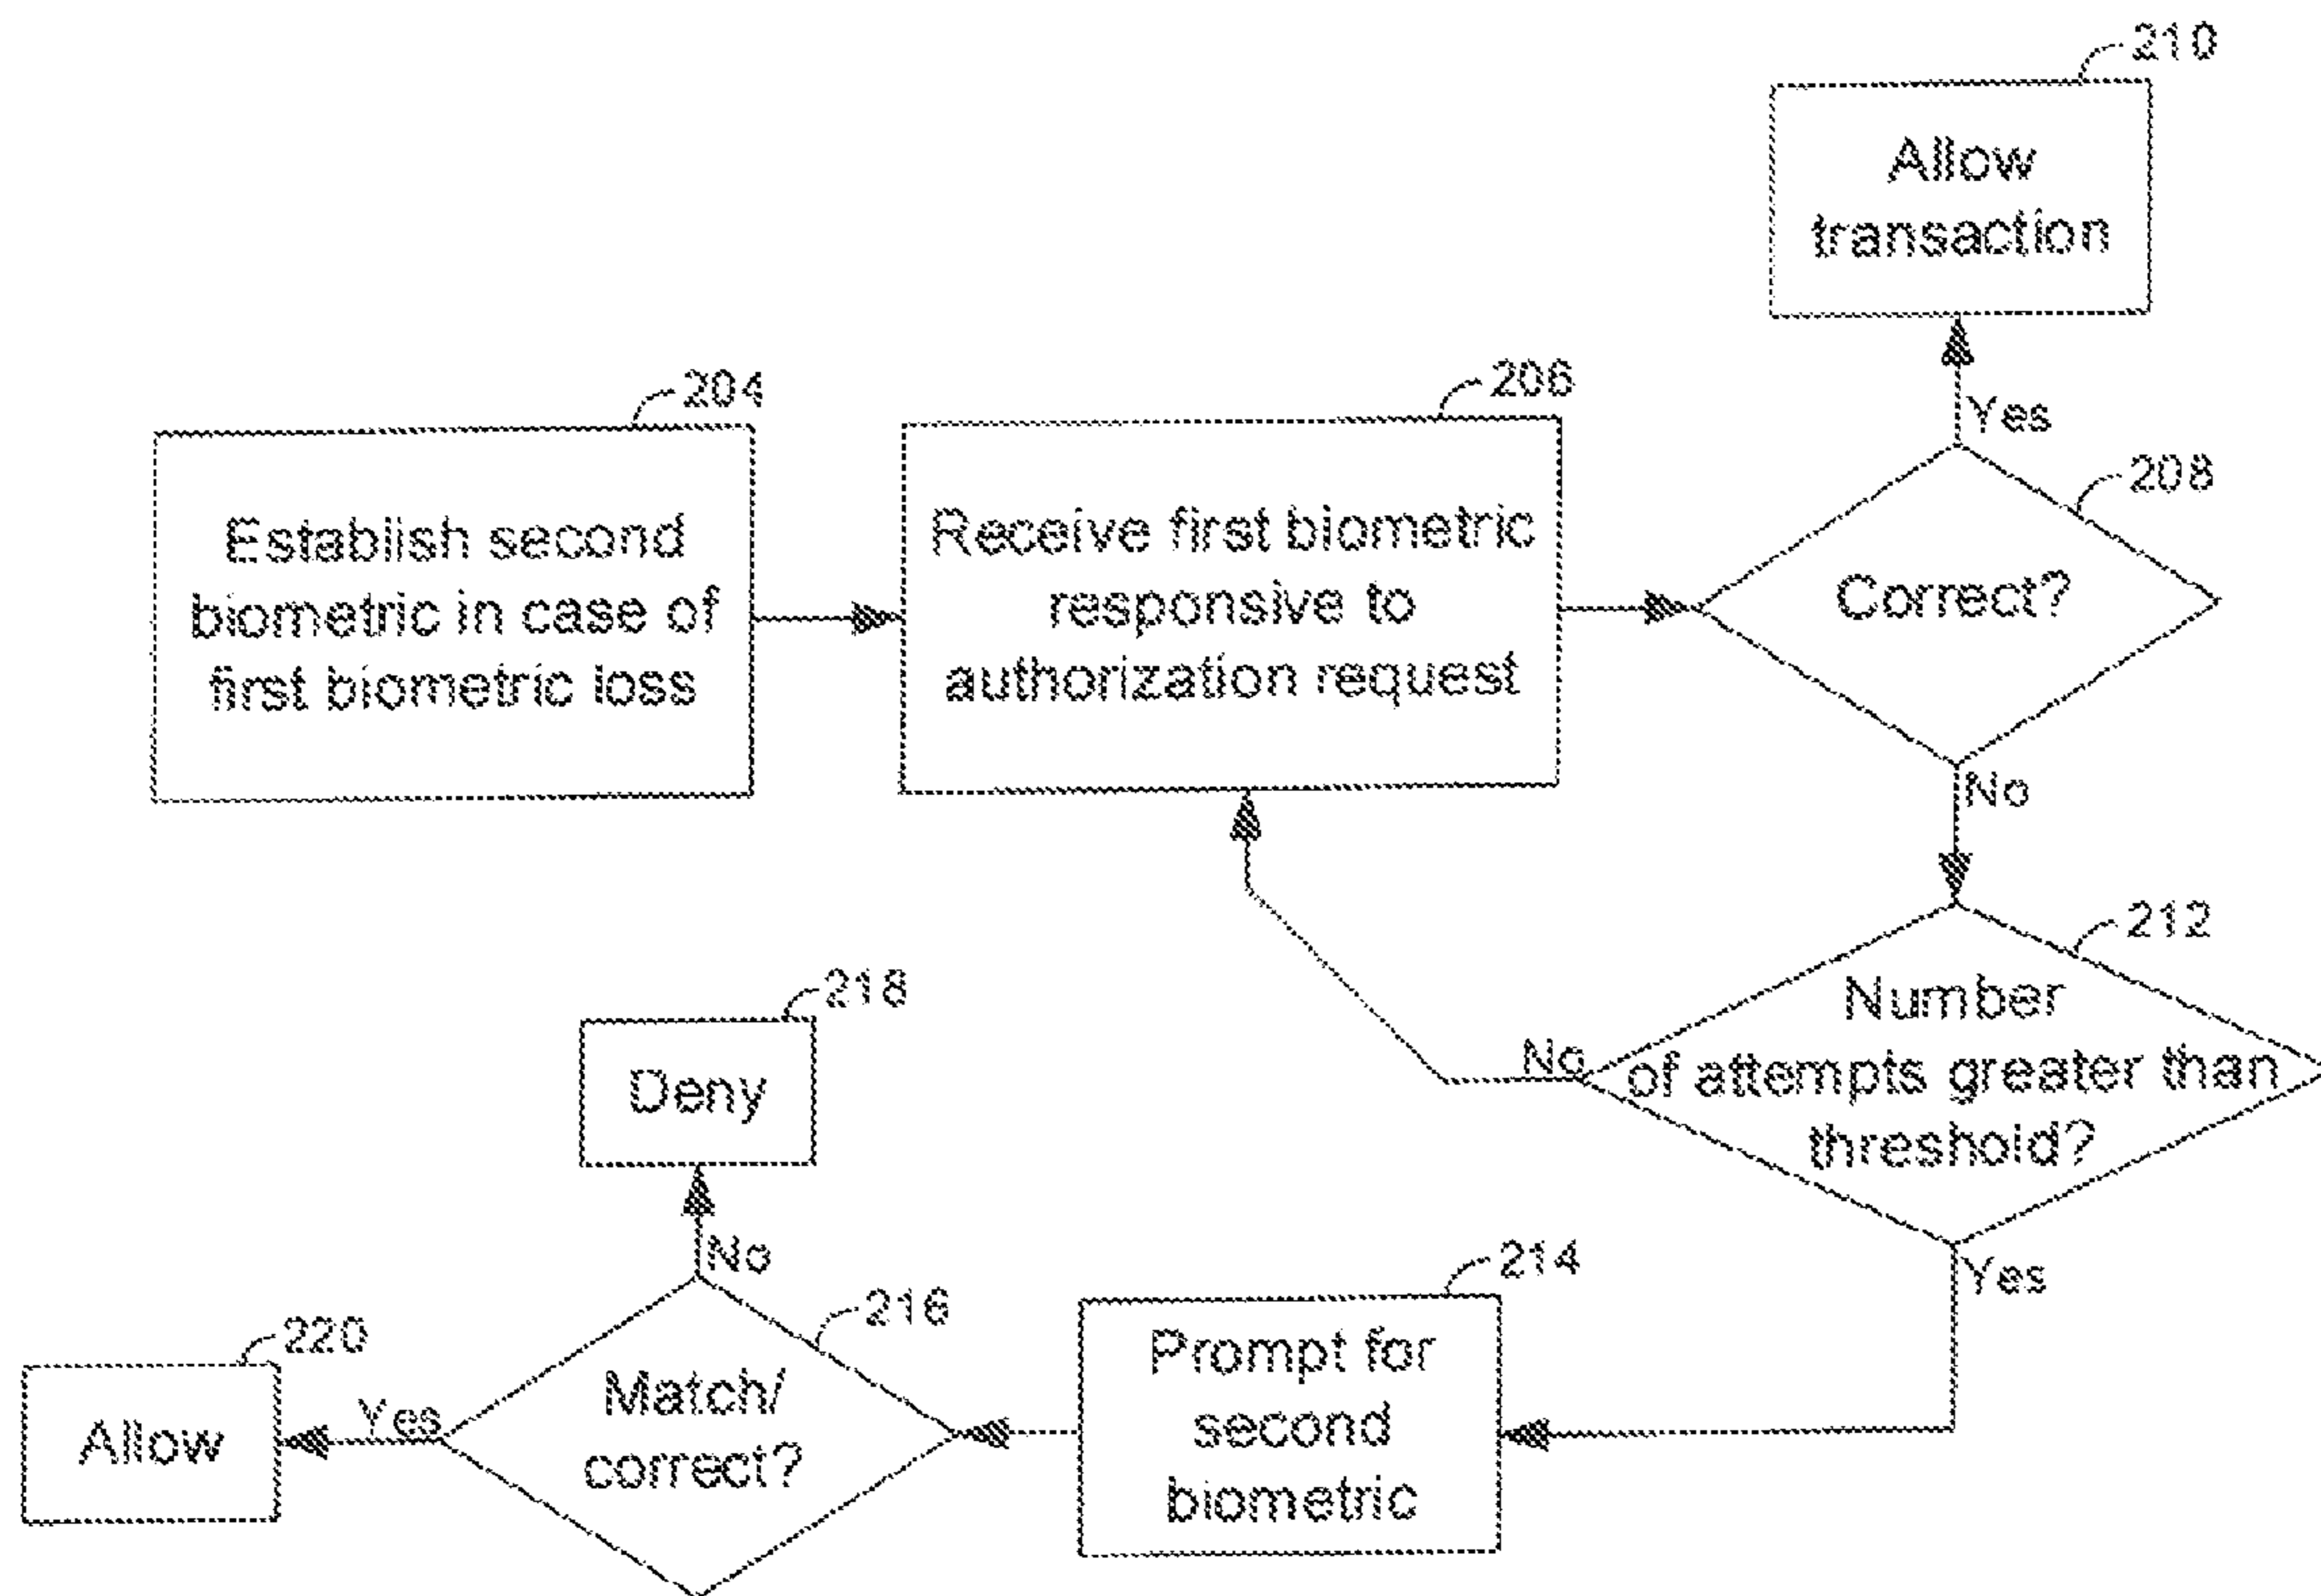 210
Allow
transaction
Yes
204
Establish second
biometric in case of
first biometric loss
206
Receive first biometric
responsive to
authorization request
208
Correct?
No
212
Number
of attempts greater than
threshold?
No
Yes
214
Prompt for
second
biometric
216
Match/
correct?
No
218
Deny
Yes
220
Allow